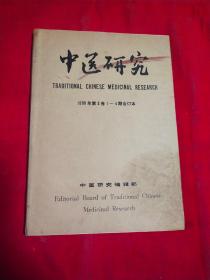 中医研究
TRADITIONAL CHINESE MEDICINAL RESEARCH
中医研究编辑部
Editorial Board of Traditional Chinese
Medicinal Research